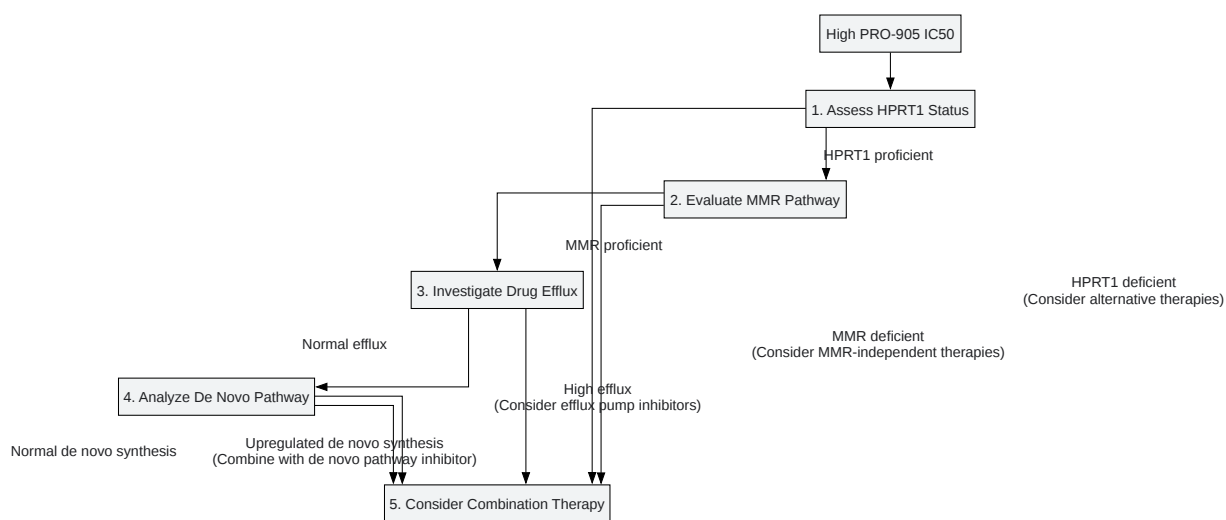 High PRO-905 IC50
1. Assess HPRT1 Status
HPRT1 proficient
2. Evaluate MMR Pathway
MMR proficient
3. Investigate Drug Efflux
HPRT1 deficient
(Consider alternative therapies)
Normal efflux
MMR deficient
(Consider MMR-independent therapies)
4. Analyze De Novo Pathway
High efflux
(Consider efflux pump inhibitors)
Normal de novo synthesis
Upregulated de novo synthesis
(Combine with de novo pathway inhibitor)
5. Consider Combination Therapy